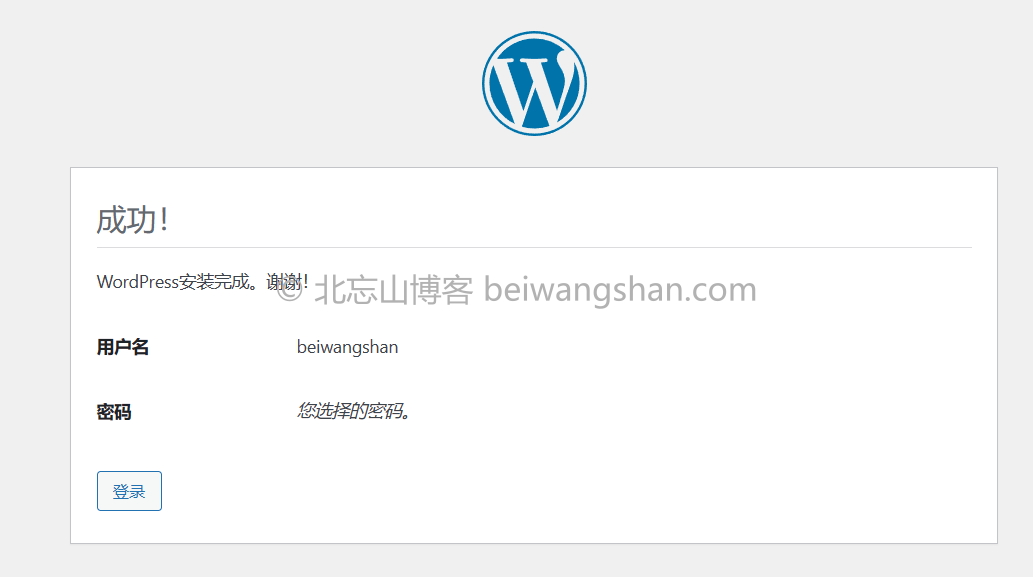 成功!
WordPress安装完成。谢谢!
© 北忘山博客 beiwangshan.com
用户名 beiwangshan
密码 您选择的密码。
登录